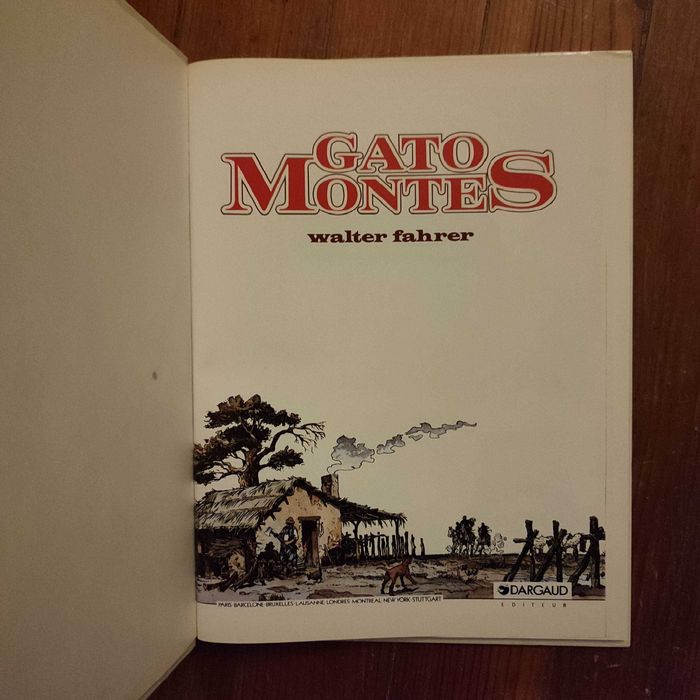 GATO
MONTES
walter fahrer
PARIS·BARCELONE·BRUXELLES·LAUSANNE·LONDRES·MONTREAL·NEW YORK·STUTTGART
DARGAUD
EDITEUR